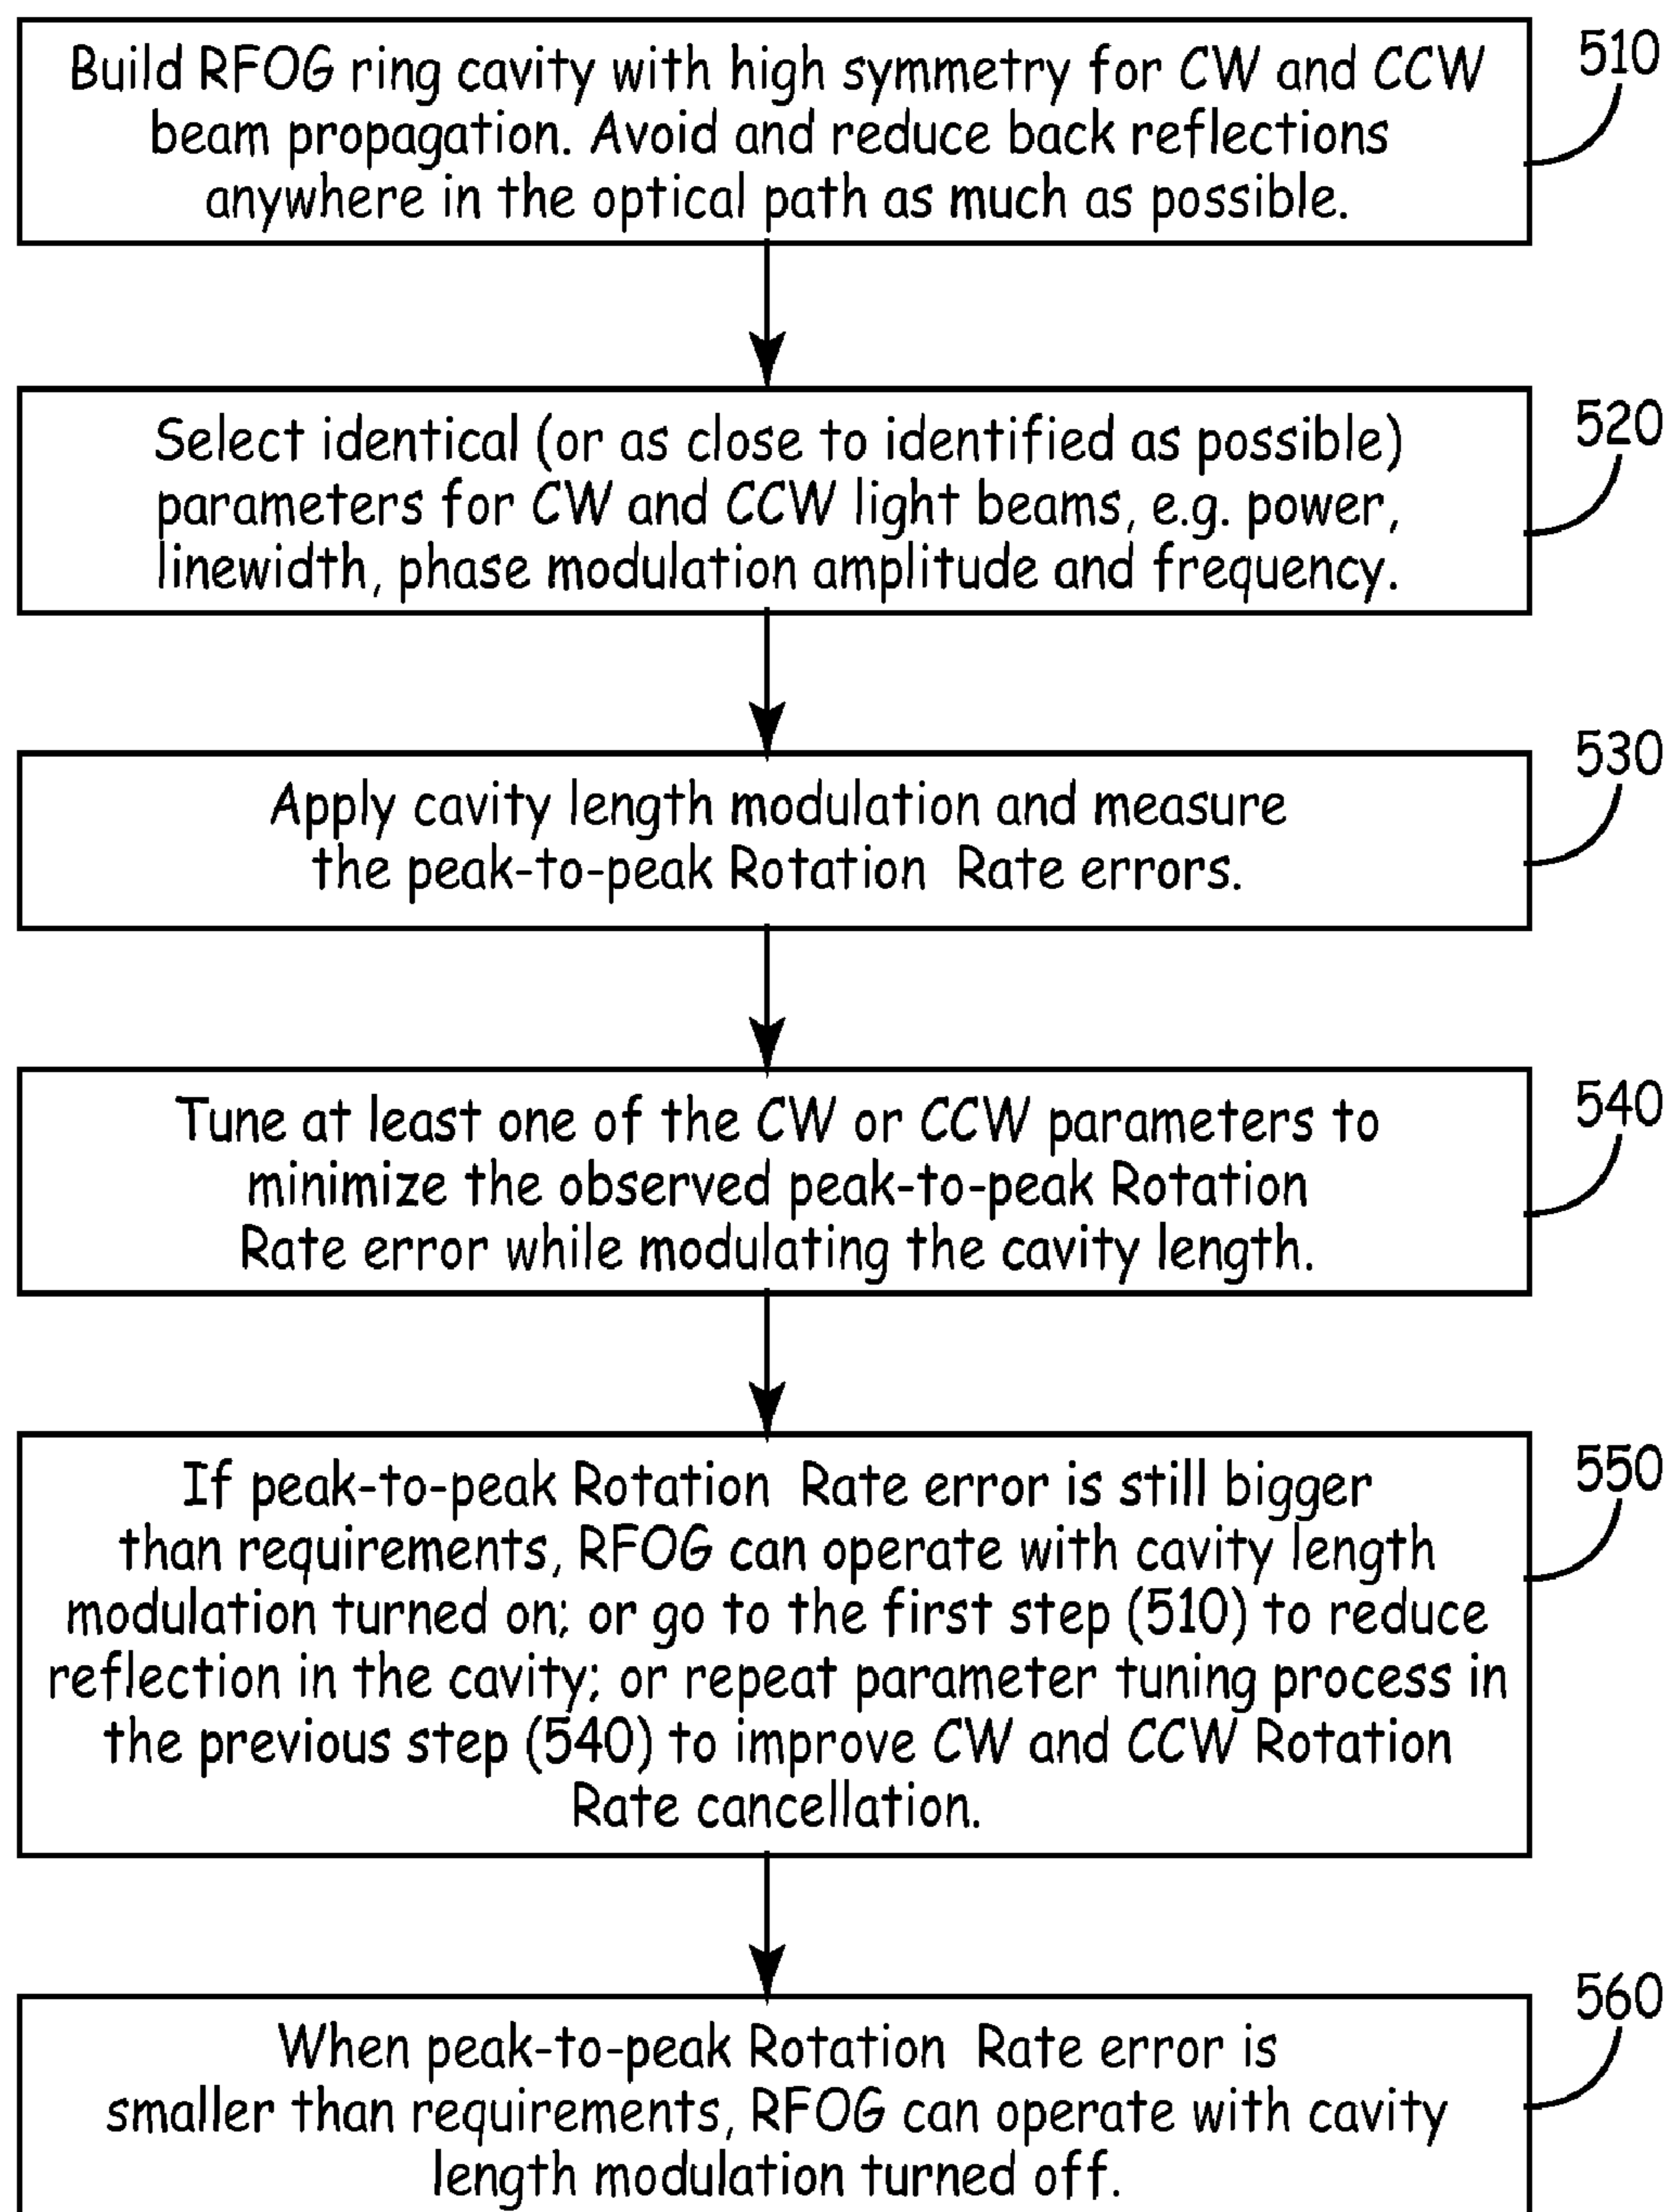 Build RFOG ring cavity with high symmetry for CW and CCW
beam propagation. Avoid and reduce back reflections
anywhere in the optical path as much as possible.
510
Select identical (or as close to identified as possible)
parameters for CW and CCW light beams, e.g. power,
linewidth, phase modulation amplitude and frequency.
520
Apply cavity length modulation and measure
the peak-to-peak Rotation Rate errors.
530
Tune at least one of the CW or CCW parameters to
minimize the observed peak-to-peak Rotation
Rate error while modulating the cavity length.
540
If peak-to-peak Rotation Rate error is still bigger
than requirements, RFOG can operate with cavity length
modulation turned on; or go to the first step (510) to reduce
reflection in the cavity; or repeat parameter tuning process in
the previous step (540) to improve CW and CCW Rotation
Rate cancellation.
550
When peak-to-peak Rotation Rate error is
smaller than requirements, RFOG can operate with cavity
length modulation turned off.
560